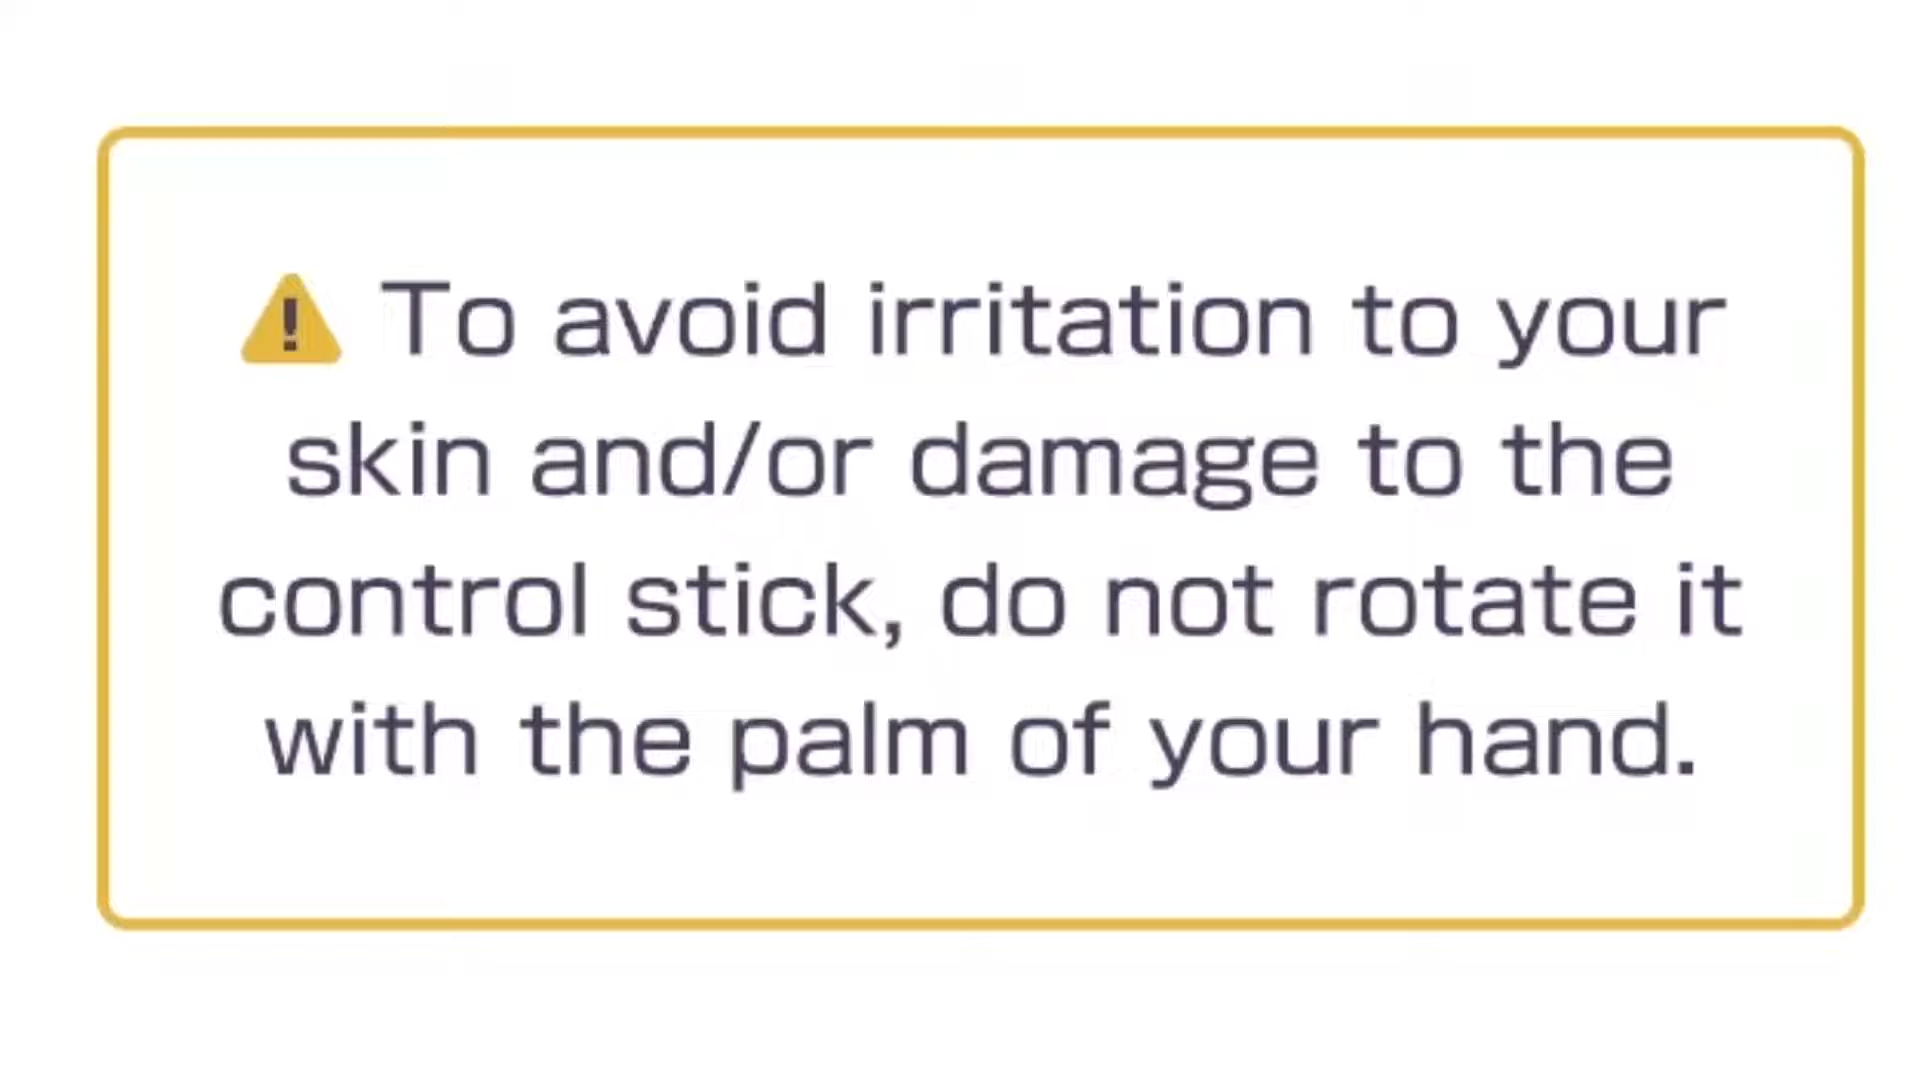 To avoid irritation to your
skin and/or damage to the
control stick, do not rotate it
with the palm of your hand.